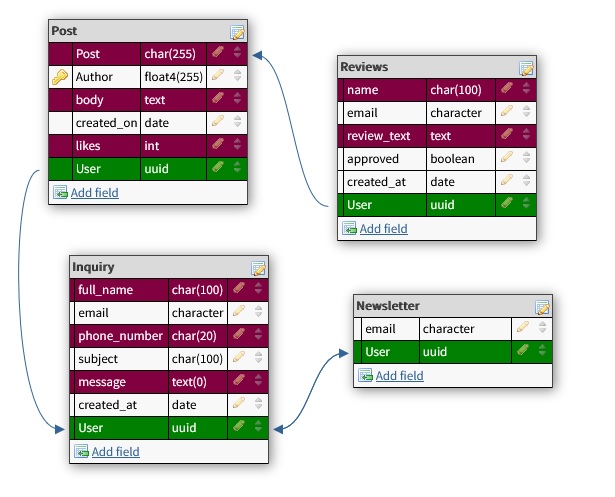 Post
Post char(255)
Author float4(255)
body text
created_on date
likes int
User uuid
Add field
Reviews
name char(100)
email character
review_text text
approved boolean
created_at date
User uuid
Add field
Inquiry
full_name char(100)
email character
phone_number char(20)
subject char(100)
message text(0)
created_at date
User uuid
Add field
Newsletter
email character
User uuid
Add field